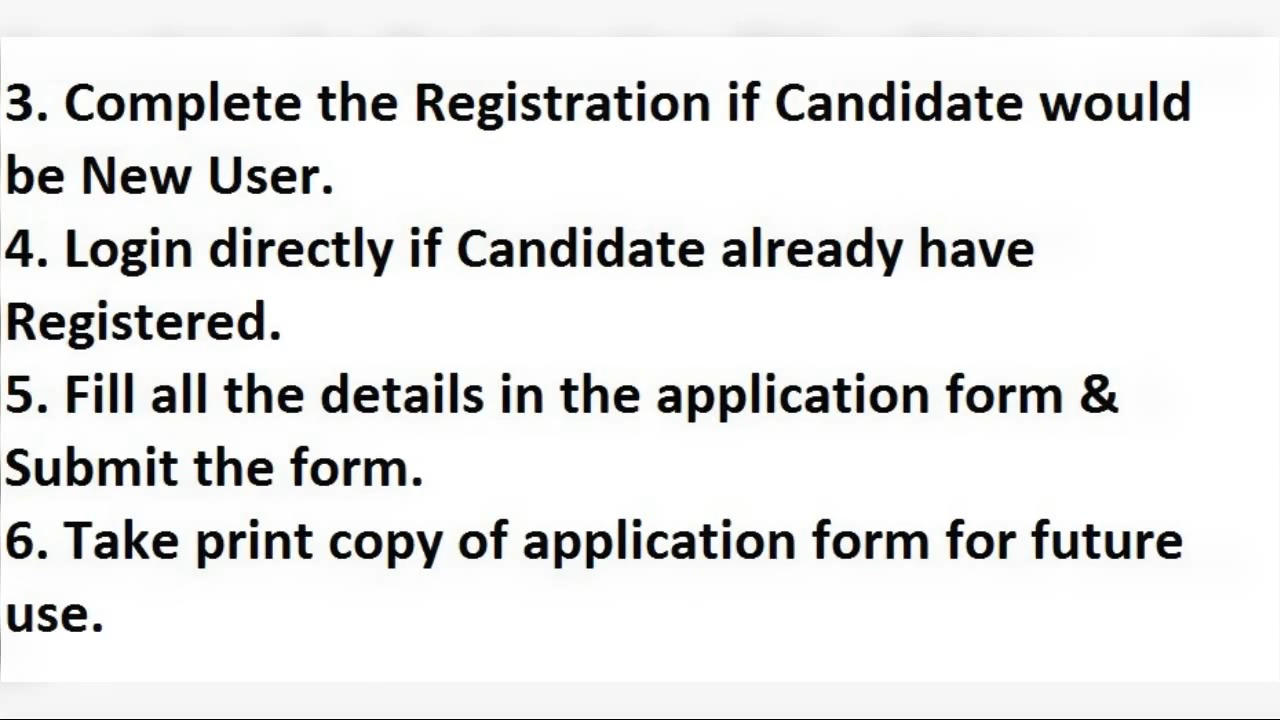 3. Complete the Registration if Candidate would
be New User.
4. Login directly if Candidate already have
Registered.
5. Fill all the details in the application form &
Submit the form.
6. Take print copy of application form for future
use.